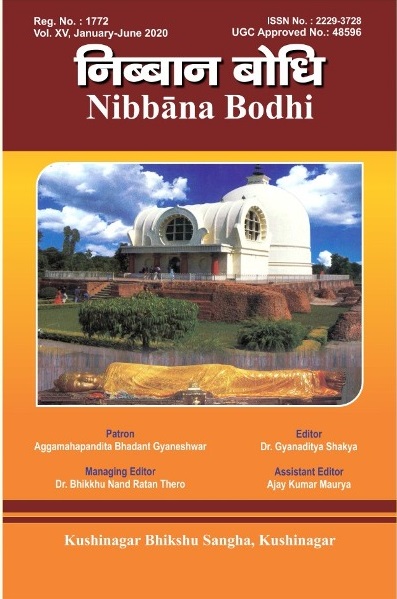 Reg. No. : 1772
ISSN No. : 2229-3728
Vol. XV, January-June 2020
UGC Approved No.: 48596
निब्बान बोधि
Nibbāna Bodhi
Patron
Editor
Aggamahapandita Bhadant Gyaneshwar
Dr. Gyanaditya Shakya
Managing Editor
Assistant Editor
Dr. Bhikkhu Nand Ratan Thero
Ajay Kumar Maurya
Kushinagar Bhikshu Sangha, Kushinagar